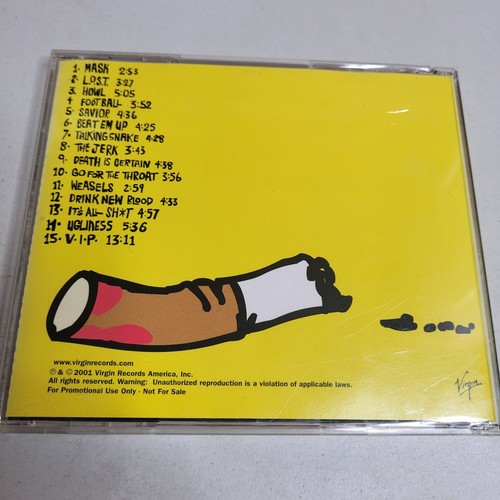 1. MASK 2:53
2. L.O.S.T. 3:27
3. HOWL 5:05
4 FOOTBALL 3:52
5. SAVIOR 4:36
6. BEAT EM UP 4:25
7. TALKING SNAKE 4:28
8. THE JERK 3:43
9. DEATH IS CERTAIN 4:38
10. GO FOR THE THROAT 3:56
11. WEASELS 2:59
12. DRINK NEW BLOOD 4:33
13. IT'S ALL SH*T 4:57
14. UGLINESS 5:36
15. V.I.P. 13:11
www.virginrecords.com
℗ & © 2001 Virgin Records America, Inc.
All rights reserved. Warning: Unauthorized reproduction is a violation of applicable laws.
For Promotional Use Only - Not For Sale
Virgin